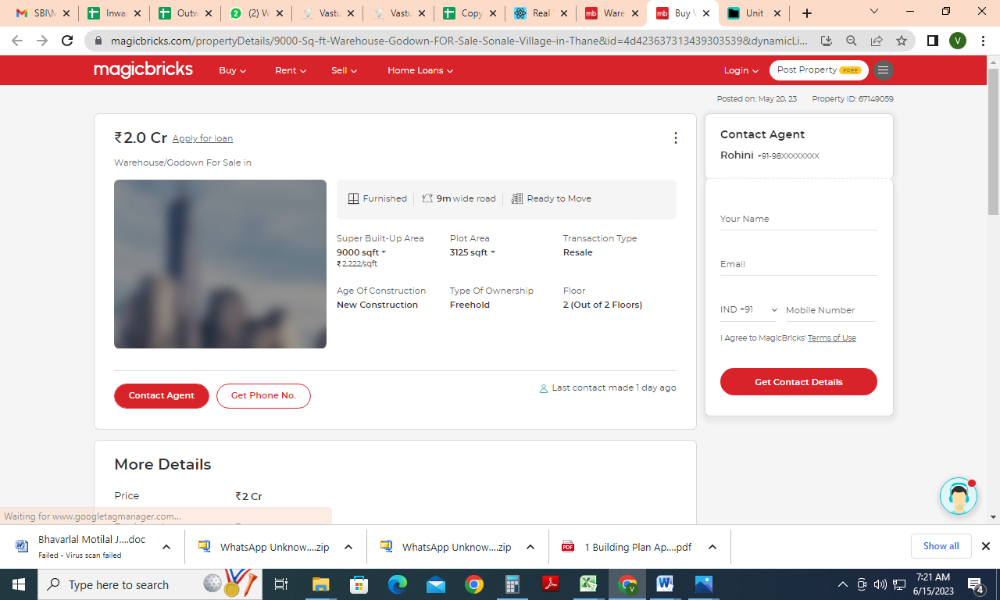 SBI\M
Inwa
Outw
(2) W
Vastu
Vastu
Copy
Real
Ware
Buy
Unit
magicbricks.com/propertyDetails/9000-Sq-ft-Warehouse-Godown-FOR-Sale-Sonale-Village-in-Thane&id=4d423637313439303539&dynamicLi...
V
magicbricks
Buy
Rent
Sell
Home Loans
Login
Post Property FREE
Posted on: May 20, 23 Property ID: 67149059
₹2.0 Cr Apply for loan
Warehouse/Godown For Sale in
Furnished
9m wide road
Ready to Move
Super Built-Up Area
9000 sqft
₹2,222/sqft
Plot Area
3125 sqft
Transaction Type
Resale
Age Of Construction
New Construction
Type Of Ownership
Freehold
Floor
2 (Out of 2 Floors)
Contact Agent
Get Phone No.
Last contact made 1 day ago
Contact Agent
Rohini +91-98XXXXXXXX
Your Name
Email
IND +91
Mobile Number
I Agree to MagicBricks' Terms of Use
Get Contact Details
More Details
Price ₹2 Cr
Waiting for www.googletagmanager.com...
Bhavarlal Motilal J....doc
Failed - Virus scan failed
WhatsApp Unknow....zip
WhatsApp Unknow....zip
PDF
1 Building Plan Ap....pdf
Show all
Type here to search
7:21 AM
6/15/2023
4